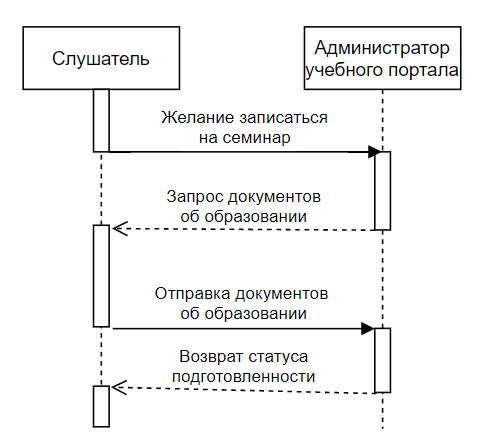 Слушатель
Администратор
учебного портала
Желание записаться
на семинар
Запрос документов
об образовании
Отправка документов
об образовании
Возврат статуса
подготовленности